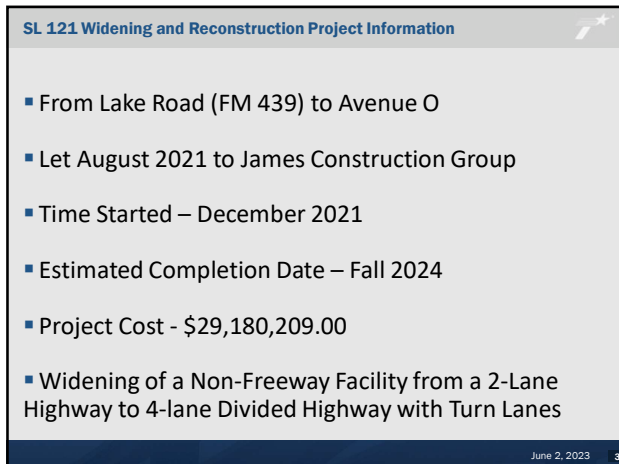 SL 121 Widening and Reconstruction Project Information
▪ From Lake Road (FM 439) to Avenue O
▪ Let August 2021 to James Construction Group
▪ Time Started – December 2021
▪ Estimated Completion Date – Fall 2024
▪ Project Cost - $29,180,209.00
▪ Widening of a Non-Freeway Facility from a 2-Lane
Highway to 4-lane Divided Highway with Turn Lanes
June 2, 2023 3